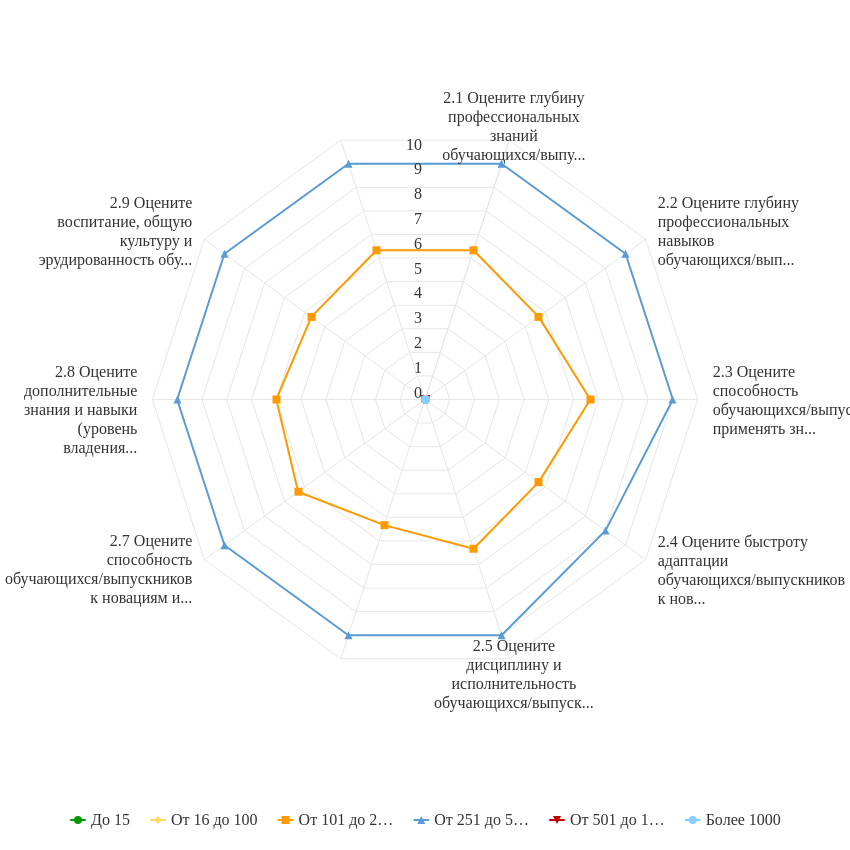 2.1 Оцените глубину
профессиональных
знаний
обучающихся/выпу...
10
9
8
7
6
5
4
3
2
1
0
2.2 Оцените глубину
профессиональных
навыков
обучающихся/вып...
2.3 Оцените
способность
обучающихся/выпус
применять зн...
2.4 Оцените быстроту
адаптации
обучающихся/выпускников
к нов...
2.5 Оцените
дисциплину и
исполнительность
обучающихся/выпуск...
2.7 Оцените
способность
обучающихся/выпускников
к новациям и...
2.8 Оцените
дополнительные
знания и навыки
(уровень
владения...
2.9 Оцените
воспитание, общую
культуру и
эрудированность обу...
До 15
От 16 до 100
От 101 до 2…
От 251 до 5…
От 501 до 1…
Более 1000